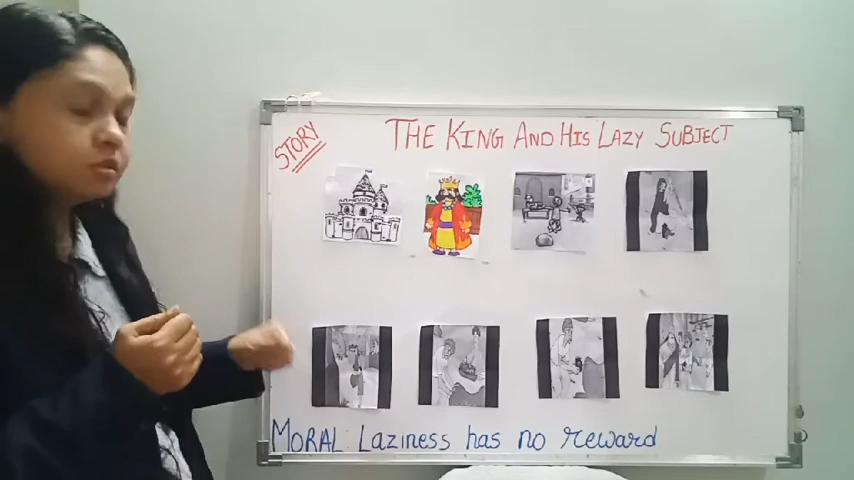 STORY
THE KING AND HIS LAZY SUBJECT
MORAL: Laziness has no reward